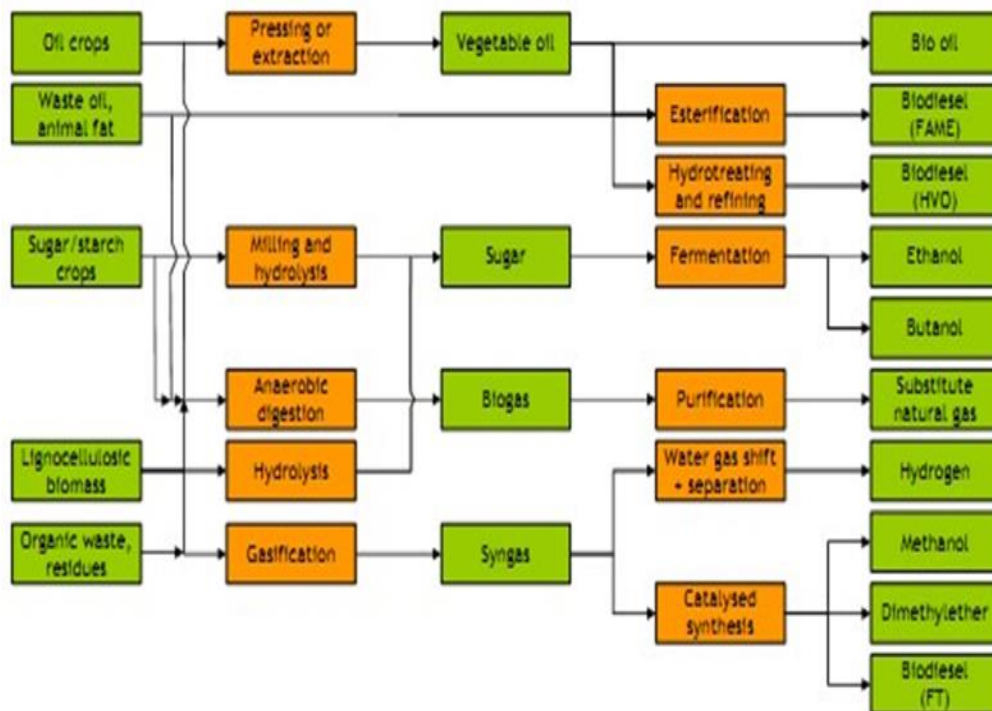 Oil crops
Pressing or
extraction
Vegetable oil
Bio oil
Waste oil,
animal fat
Esterification
Biodiesel
(FAME)
Hydrotreating
and refining
Biodiesel
(HVO)
Sugar/starch
crops
Milling and
hydrolysis
Sugar
Fermentation
Ethanol
Butanol
Anaerobic
digestion
Biogas
Purification
Substitute
natural gas
Lignocellulosic
biomass
Hydrolysis
Water gas shift
+ separation
Hydrogen
Organic waste,
residues
Gasification
Syngas
Methanol
Catalysed
synthesis
Dimethylether
Biodiesel
(FT)